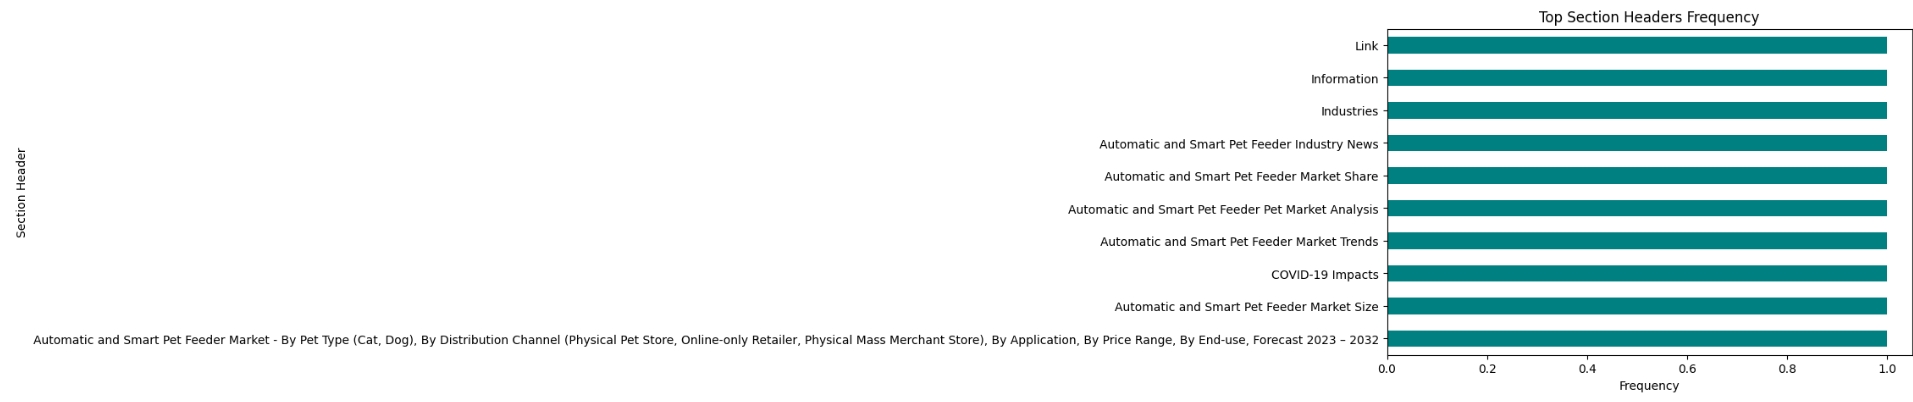 Top Section Headers Frequency
Section Header
Link
Information
Industries
Automatic and Smart Pet Feeder Industry News
Automatic and Smart Pet Feeder Market Share
Automatic and Smart Pet Feeder Pet Market Analysis
Automatic and Smart Pet Feeder Market Trends
COVID-19 Impacts
Automatic and Smart Pet Feeder Market Size
Automatic and Smart Pet Feeder Market - By Pet Type (Cat, Dog), By Distribution Channel (Physical Pet Store, Online-only Retailer, Physical Mass Merchant Store), By Application, By Price Range, By End-use, Forecast 2023 – 2032
0.0 0.2 0.4 0.6 0.8 1.0
Frequency